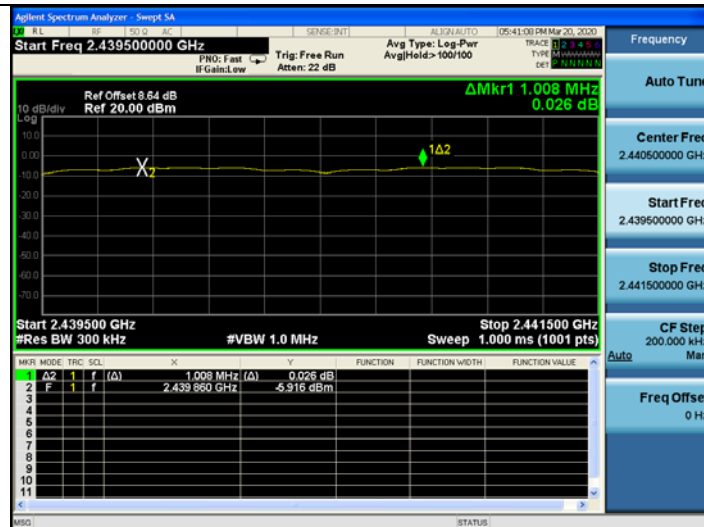 Agilent Spectrum Analyzer - Swept SA
RL RF 50 Ω AC SENSE:INT ALIGN AUTO 05:41:08 PM Mar 20, 2020
Start Freq 2.439500000 GHz
PNO: Fast
IFGain:Low
Trig: Free Run
Atten: 22 dB
Avg Type: Log-Pwr
Avg|Hold:>100/100
TRACE 1 2 3 4 5 6
TYPE M
DET P N N N N N
Ref Offset 8.64 dB
Ref 20.00 dBm
10 dB/div
Log
ΔMkr1 1.008 MHz
0.026 dB
10.0
0.00
-10.0
-20.0
-30.0
-40.0
-50.0
-60.0
-70.0
1Δ2
X2
Start 2.439500 GHz Stop 2.441500 GHz
#Res BW 300 kHz #VBW 1.0 MHz Sweep 1.000 ms (1001 pts)
MKR MODE TRC SCL X Y FUNCTION FUNCTION WIDTH FUNCTION VALUE
1 Δ2 1 f (Δ) 1.008 MHz (Δ) 0.026 dB
2 F 1 f 2.439 860 GHz -5.916 dBm
3
4
5
6
7
8
9
10
11
MSG STATUS
Frequency
Auto Tune
Center Freq
2.440500000 GHz
Start Freq
2.439500000 GHz
Stop Freq
2.441500000 GHz
CF Step
200.000 kHz
Auto Man
Freq Offset
0 Hz